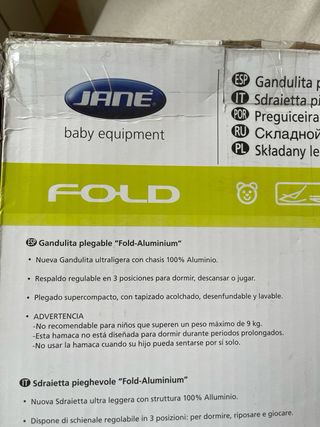 JANÉ
baby equipment
ESP Gandulita
IT Sdraietta
POR Preguiceira
RU Складной
PL Składany
FOLD
ESP Gandulita plegable “Fold-Aluminium”
• Nueva Gandulita ultraligera con chasis 100% Aluminio.
• Respaldo regulable en 3 posiciones para dormir, descansar o jugar.
• Plegado supercompacto, con tapizado acolchado, desenfundable y lavable.
• ADVERTENCIA
-No recomendable para niños que superen un peso máximo de 9 kg.
-Esta hamaca no está diseñada para dormir durante periodos prolongados.
-No usar la hamaca cuando su hijo pueda sentarse por si solo.
IT Sdraietta pieghevole “Fold-Aluminium”
• Nuova Sdraietta ultra leggera con struttura 100% Alluminio.
• Dispone di schienale regolabile in 3 posizioni: per dormire, riposare e giocare.